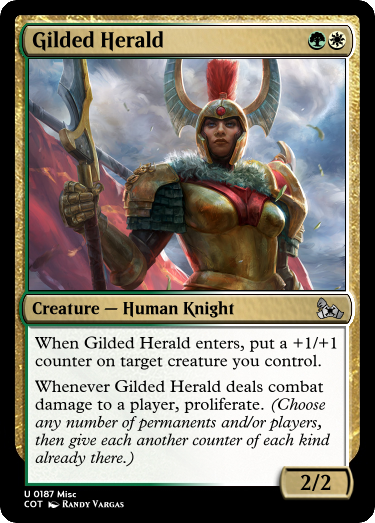 Gilded Herald
Creature — Human Knight
When Gilded Herald enters, put a +1/+1
counter on target creature you control.
Whenever Gilded Herald deals combat
damage to a player, proliferate. (Choose
any number of permanents and/or players,
then give each another counter of each kind
already there.)
2/2
U 0187 Misc
COT Randy Vargas